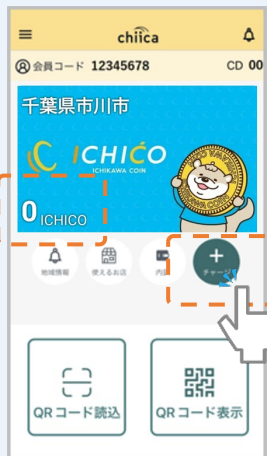 chiica
会員コード 12345678 CD 00
千葉県市川市
ICHICO
ICHIKAWA COIN
0 ICHICO
地域情報 使えるお店 内訳 チャージ
QRコード読込 QRコード表示